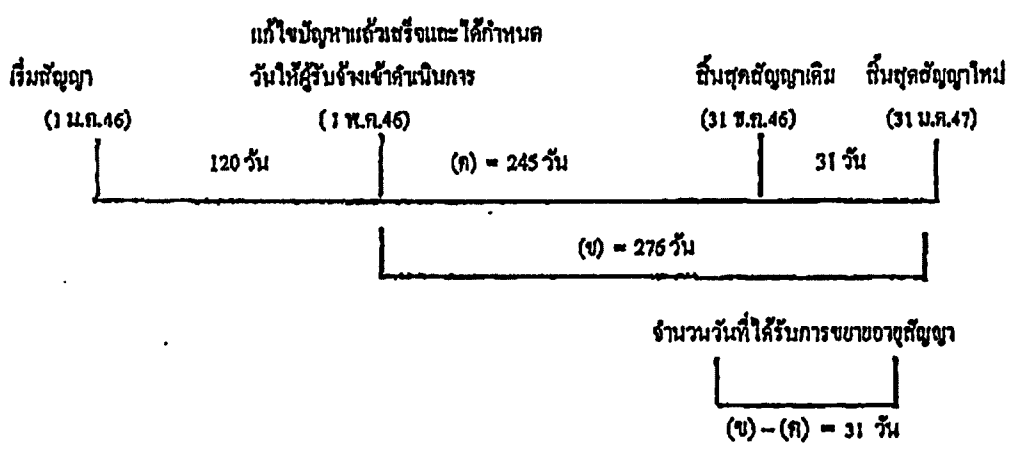 แก้ไขปัญหาแล้วเสร็จและได้กำหนด
เริ่มสัญญา วันให้ผู้รับจ้างเข้าดำเนินการ สิ้นสุดสัญญาเดิม สิ้นสุดสัญญาใหม่
(1 ม.ค.46) (1 พ.ค.46) (31 ธ.ค.46) (31 ม.ค.47)
120 วัน (ค) = 245 วัน 31 วัน
(ข) = 276 วัน
จำนวนวันที่ได้รับการขยายอายุสัญญา
(ข) – (ค) = 31 วัน